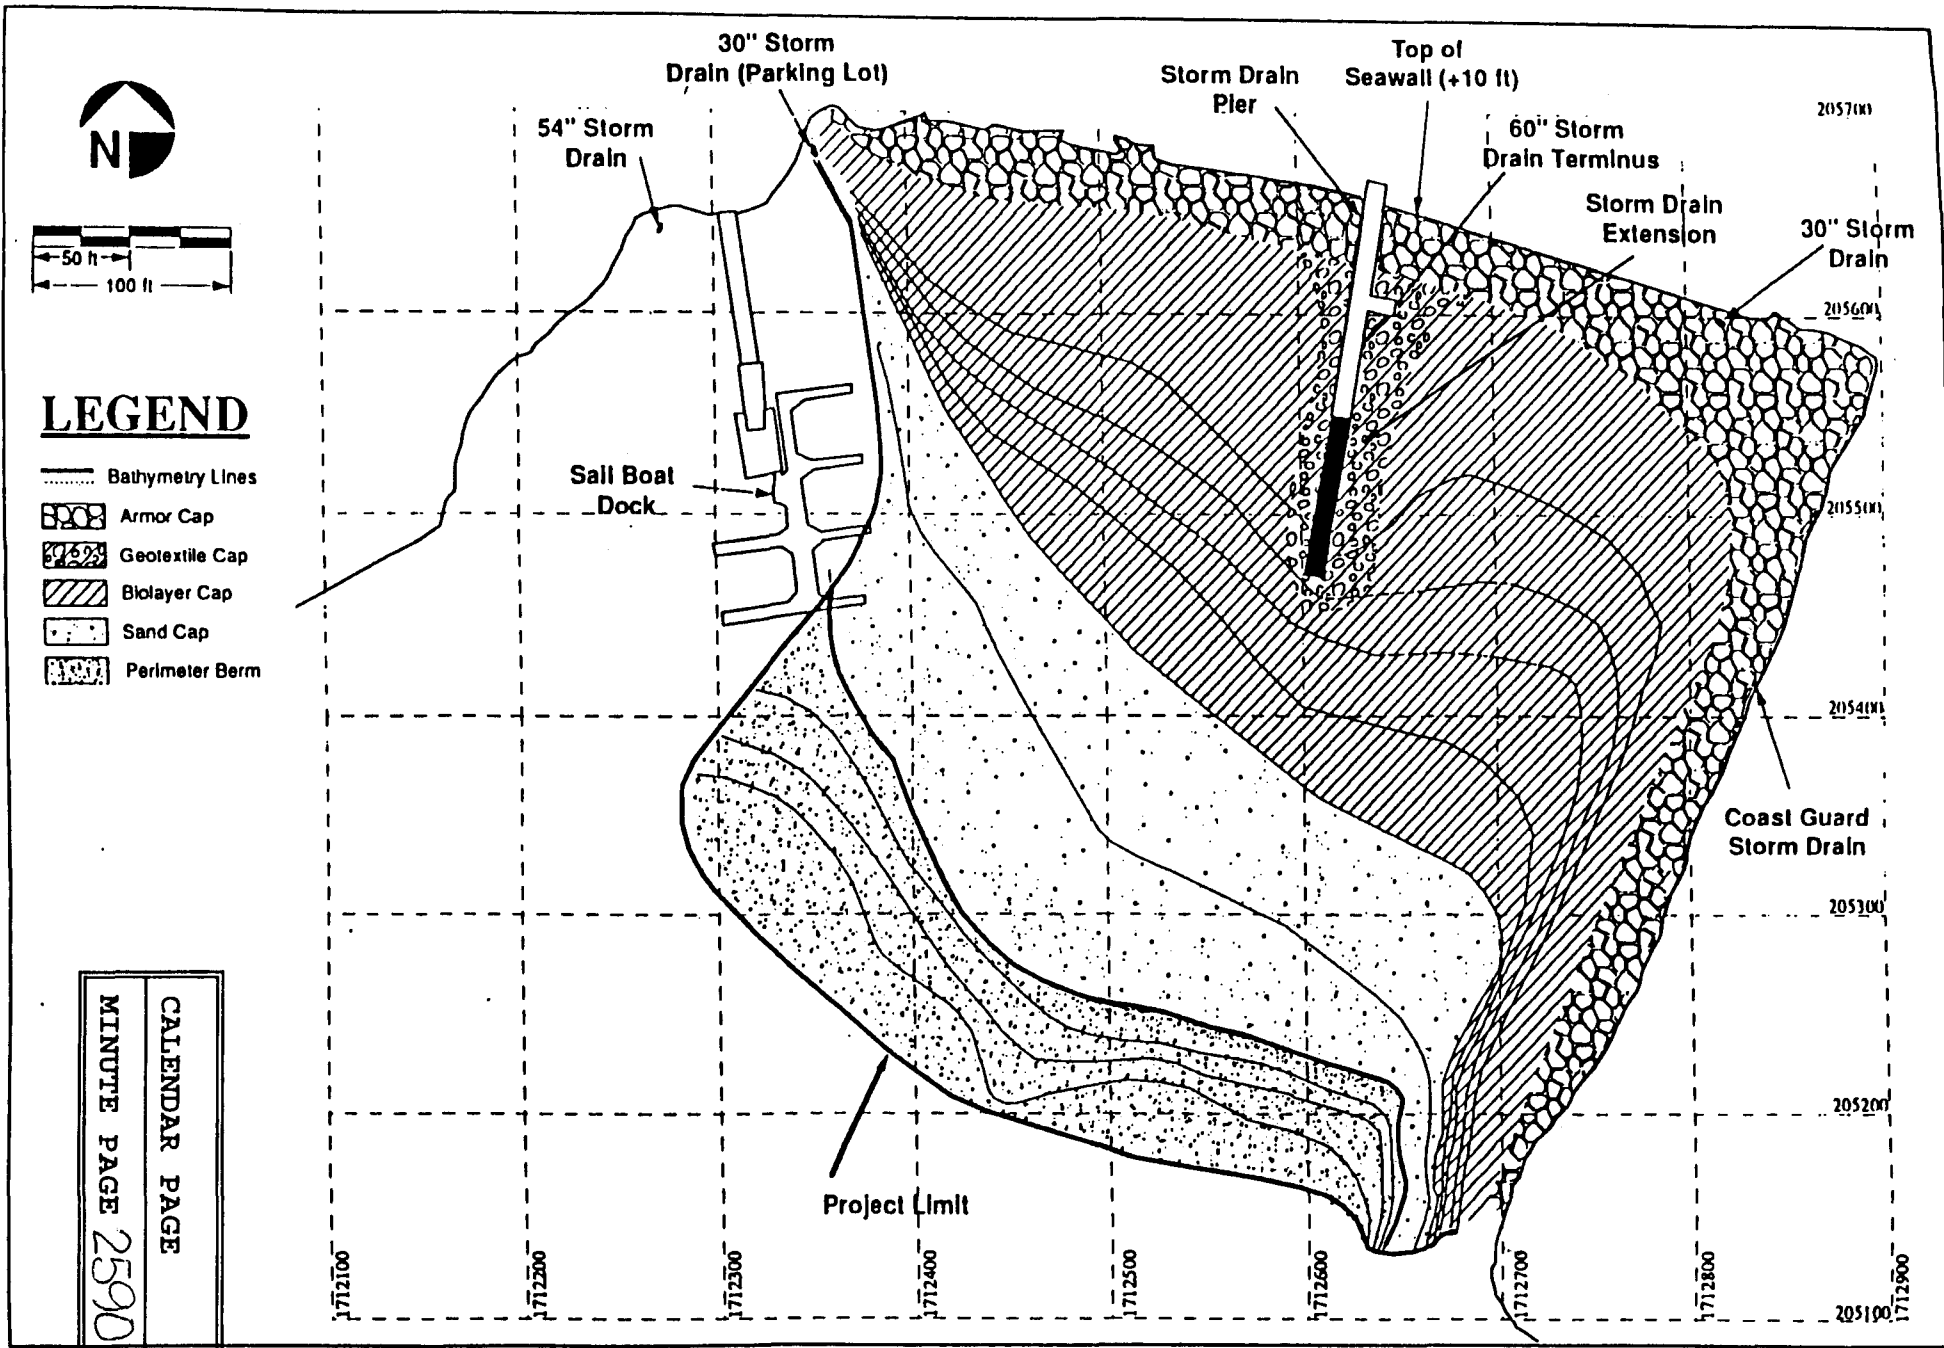 30" Storm
Drain (Parking Lot)
54" Storm
Drain
Storm Drain
Pier
Top of
Seawall (+10 ft)
60" Storm
Drain Terminus
Storm Drain
Extension
30" Storm
Drain
N
50 ft
100 ft
LEGEND
Bathymetry Lines
Armor Cap
Geotextile Cap
Biolayer Cap
Sand Cap
Perimeter Berm
Sail Boat
Dock
Coast Guard
Storm Drain
Project Limit
205700
205600
205500
205400
205300
205200
205100
1712100
1712200
1712300
1712400
1712500
1712600
1712700
1712800
1712900
CALENDAR PAGE
MINUTE PAGE 2590